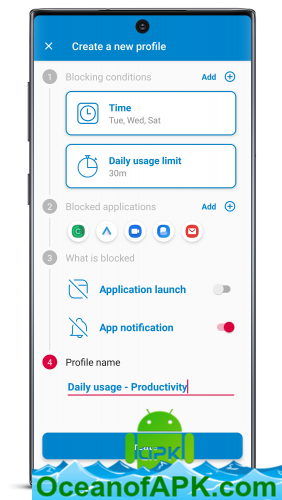 Create a new profile
1 Blocking conditions Add
Time
Tue, Wed, Sat
Daily usage limit
30m
2 Blocked applications Add
3 What is blocked
Application launch
App notification
4 Profile name
Daily usage - Productivity
APK
OceanofAPK.com